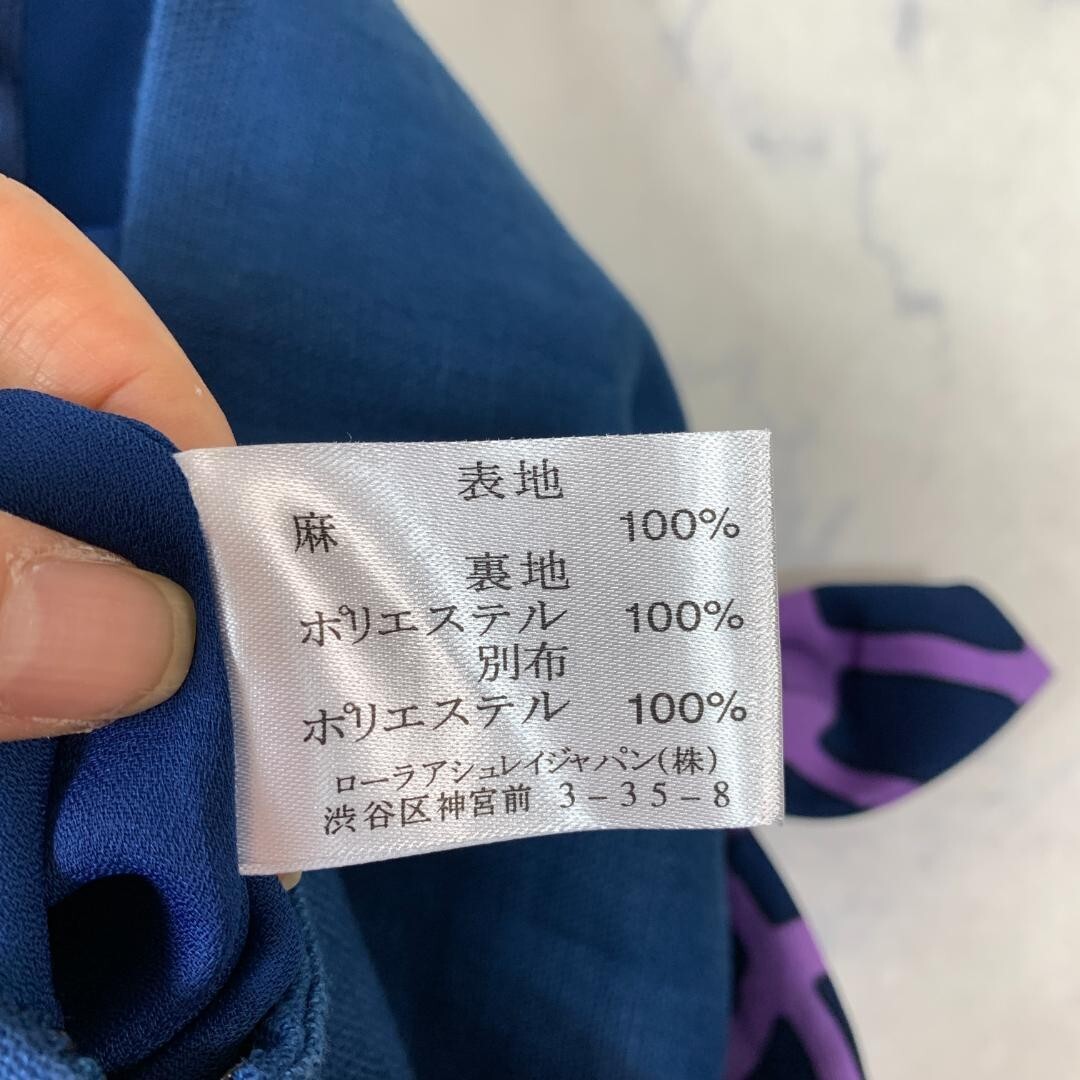 表地
麻 100%
裏地
ポリエステル 100%
別布
ポリエステル 100%
ローラアシュレイジャパン(株)
渋谷区神宮前 3-35-8